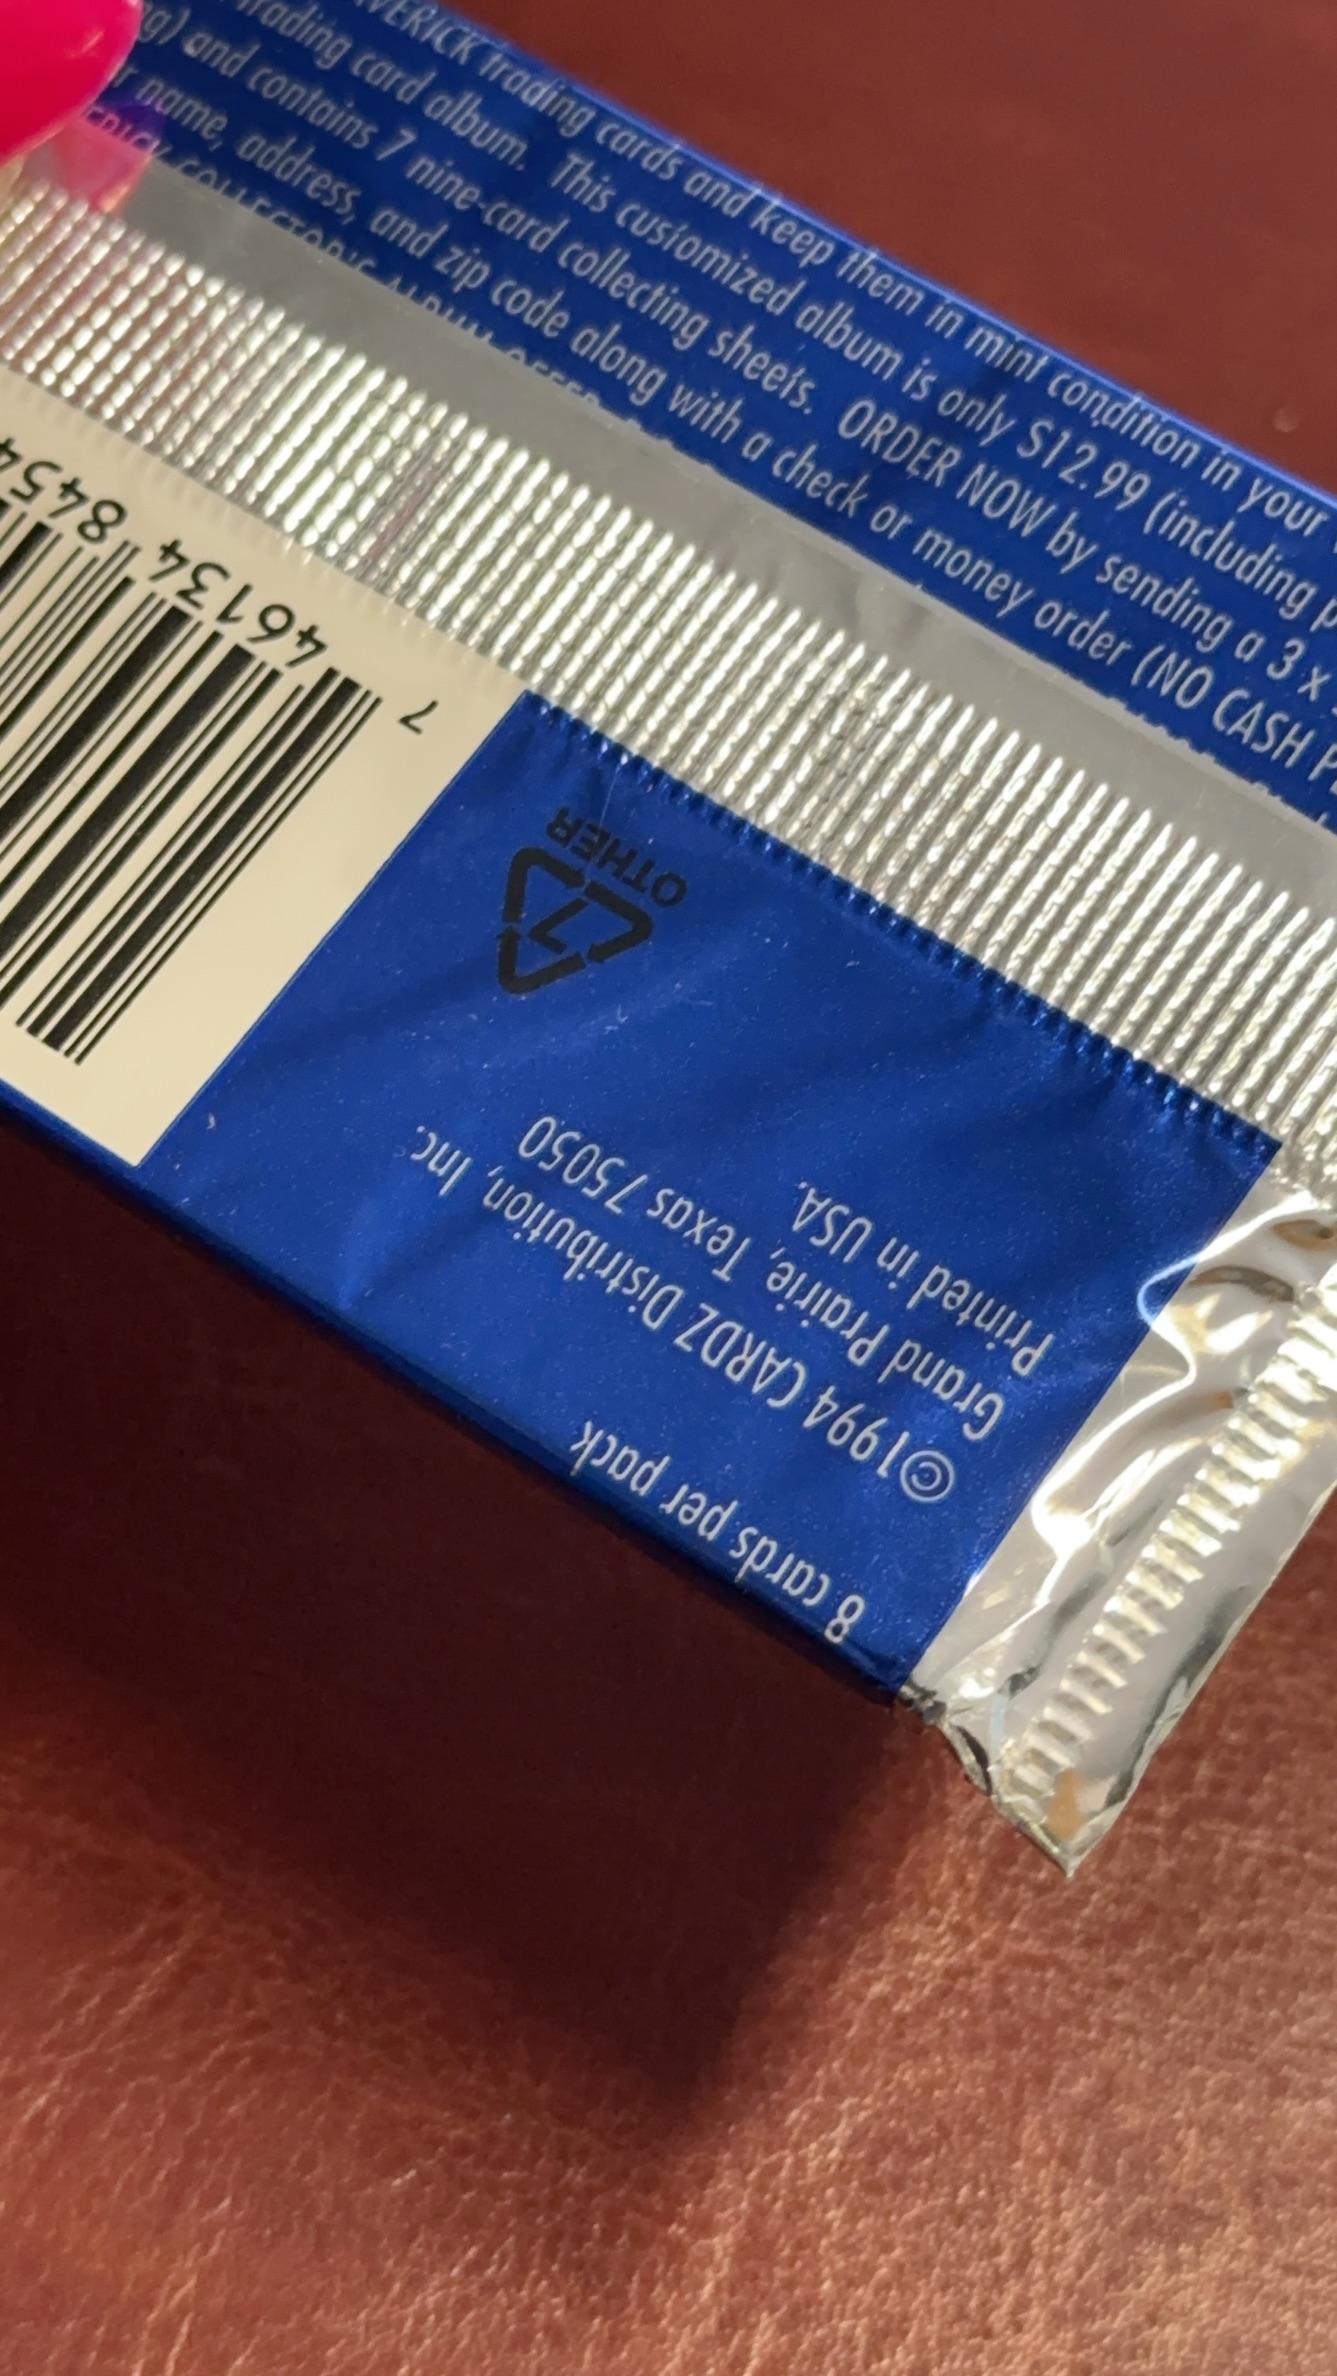 trading cards and keep them in mint condition in your
trading card album. This customized album is only $12.99 (including
and contains 7 nine-card collecting sheets. ORDER NOW by sending a 3 x
name, address, and zip code along with a check or money order (NO CASH
COLLECTOR'S ALBUM OFFER
8 cards per pack
©1994 CARDZ Distribution, Inc.
Grand Prairie, Texas 75050
Printed in USA.
7
OTHER
7 46134 8454